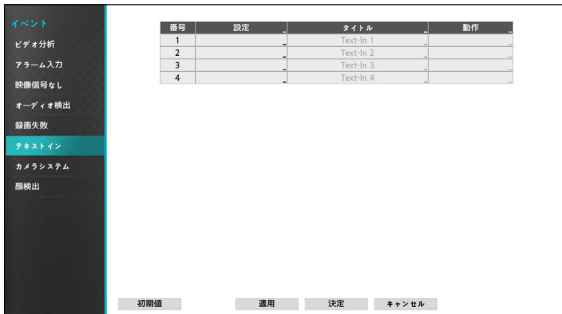 イベント
ビデオ分析
アラーム入力
映像信号なし
オーディオ検出
録画失敗
テキストイン
カメラシステム
顔検出
番号 設定 タイトル 動作
1 Text-In 1
2 Text-In 2
3 Text-In 3
4 Text-In 4
初期値 適用 決定 キャンセル